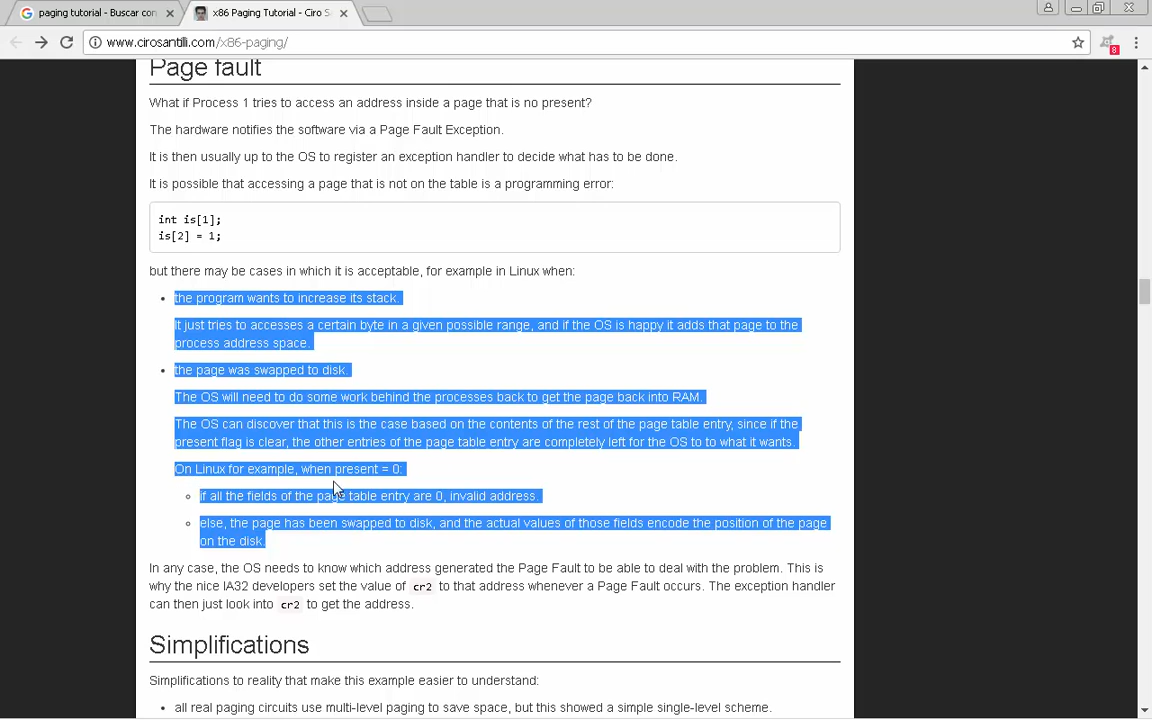 paging tutorial - Buscar con
x86 Paging Tutorial - Ciro S
www.cirosantilli.com/x86-paging/
8
Page fault
What if Process 1 tries to access an address inside a page that is no present?
The hardware notifies the software via a Page Fault Exception.
It is then usually up to the OS to register an exception handler to decide what has to be done.
It is possible that accessing a page that is not on the table is a programming error:
int is[1];
is[2] = 1;
but there may be cases in which it is acceptable, for example in Linux when:
the program wants to increase its stack.
It just tries to accesses a certain byte in a given possible range, and if the OS is happy it adds that page to the
process address space.
the page was swapped to disk.
The OS will need to do some work behind the processes back to get the page back into RAM.
The OS can discover that this is the case based on the contents of the rest of the page table entry, since if the
present flag is clear, the other entries of the page table entry are completely left for the OS to to what it wants.
On Linux for example, when present = 0:
if all the fields of the page table entry are 0, invalid address.
else, the page has been swapped to disk, and the actual values of those fields encode the position of the page
on the disk.
In any case, the OS needs to know which address generated the Page Fault to be able to deal with the problem. This is
why the nice IA32 developers set the value of cr2 to that address whenever a Page Fault occurs. The exception handler
can then just look into cr2 to get the address.
Simplifications
Simplifications to reality that make this example easier to understand:
all real paging circuits use multi-level paging to save space, but this showed a simple single-level scheme.